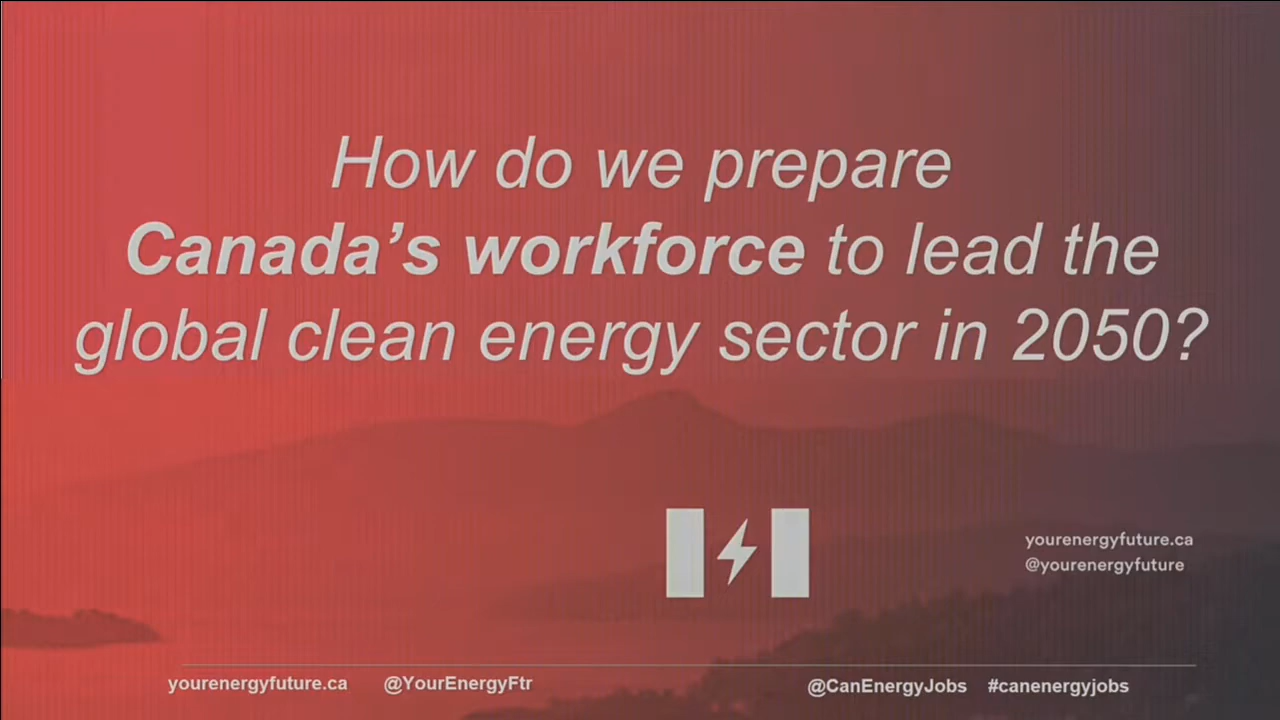 How do we prepare
Canada’s workforce to lead the
global clean energy sector in 2050?
yourenergyfuture.ca
@yourenergyfuture
yourenergyfuture.ca @YourEnergyFtr @CanEnergyJobs #canenergyjobs